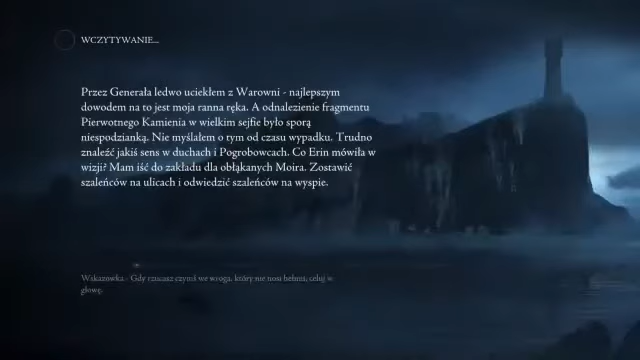 WCZYTYWANIE...
Przez Generała ledwo uciekłem z Warowni - najlepszym
dowodem na to jest moja ranna ręka. A odnalezienie fragmentu
Pierwotnego Kamienia w wielkim sejfie było sporą
niespodzianką. Nie myślałem o tym od czasu wypadku. Trudno
znaleźć jakiś sens w duchach i Pogrobowcach. Co Erin mówiła w
wizji? Mam iść do zakładu dla obłąkanych Moira. Zostawić
szaleńców na ulicach i odwiedzić szaleńców na wyspie.
Wskazówka - Gdy rzucasz czymś we wroga, który nie nosi hełmu, celuj w
głowę.